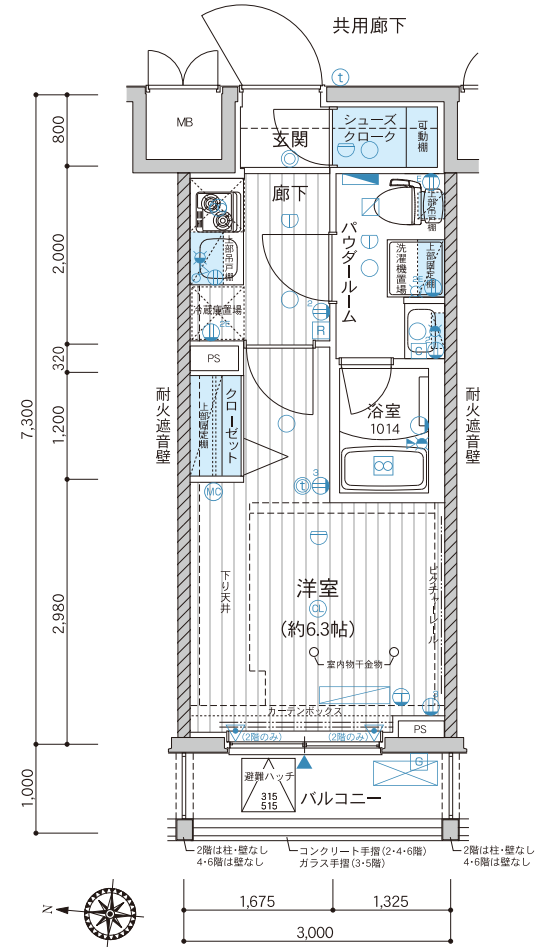 共用廊下
t
MB
玄関
シューズ
クローク
可動棚
800
廊下
上部吊戸棚
2,000
上部吊戸棚
パウダールーム
洗濯機置場
上部固定棚
冷蔵庫置場
2
R
PS
320
C
7,300
耐火遮音壁
1,200
上部固定棚
クローゼット
浴室
1014
耐火遮音壁
t
3
MC
洋室
(約6.3帖)
下り天井
CL
ピクチャーレール
2,980
室内物干金物
カーテンボックス
(2階のみ)
(2階のみ)
PS
G
避難ハッチ
315
515
バルコニー
1,000
2階は柱・壁なし
4・6階は壁なし
コンクリート手摺(2・4・6階)
ガラス手摺(3・5階)
2階は柱・壁なし
4・6階は壁なし
N
1,675
1,325
3,000